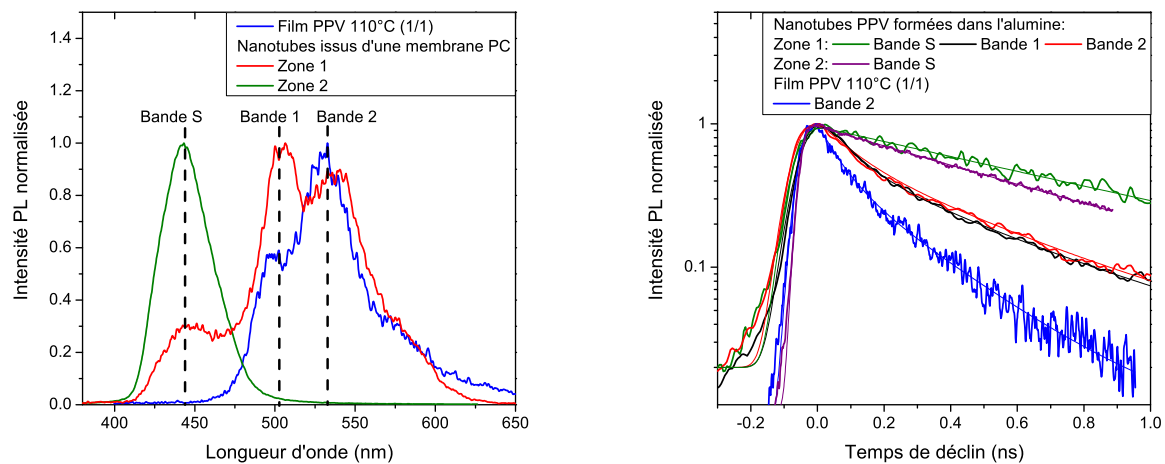 Film PPV 110°C (1/1)
Nanotubes issus d'une membrane PC
Zone 1
Zone 2
Bande S
Bande 1
Bande 2
1.4
1.2
1.0
0.8
0.6
0.4
0.2
0.0
Intensité PL normalisée
400
450
500
550
600
650
Longueur d'onde (nm)
Nanotubes PPV formées dans l'alumine:
Zone 1: Bande S Bande 1 Bande 2
Zone 2: Bande S
Film PPV 110°C (1/1)
Bande 2
1
0.1
Intensité PL normalisée
-0.2
0.0
0.2
0.4
0.6
0.8
1.0
Temps de déclin (ns)